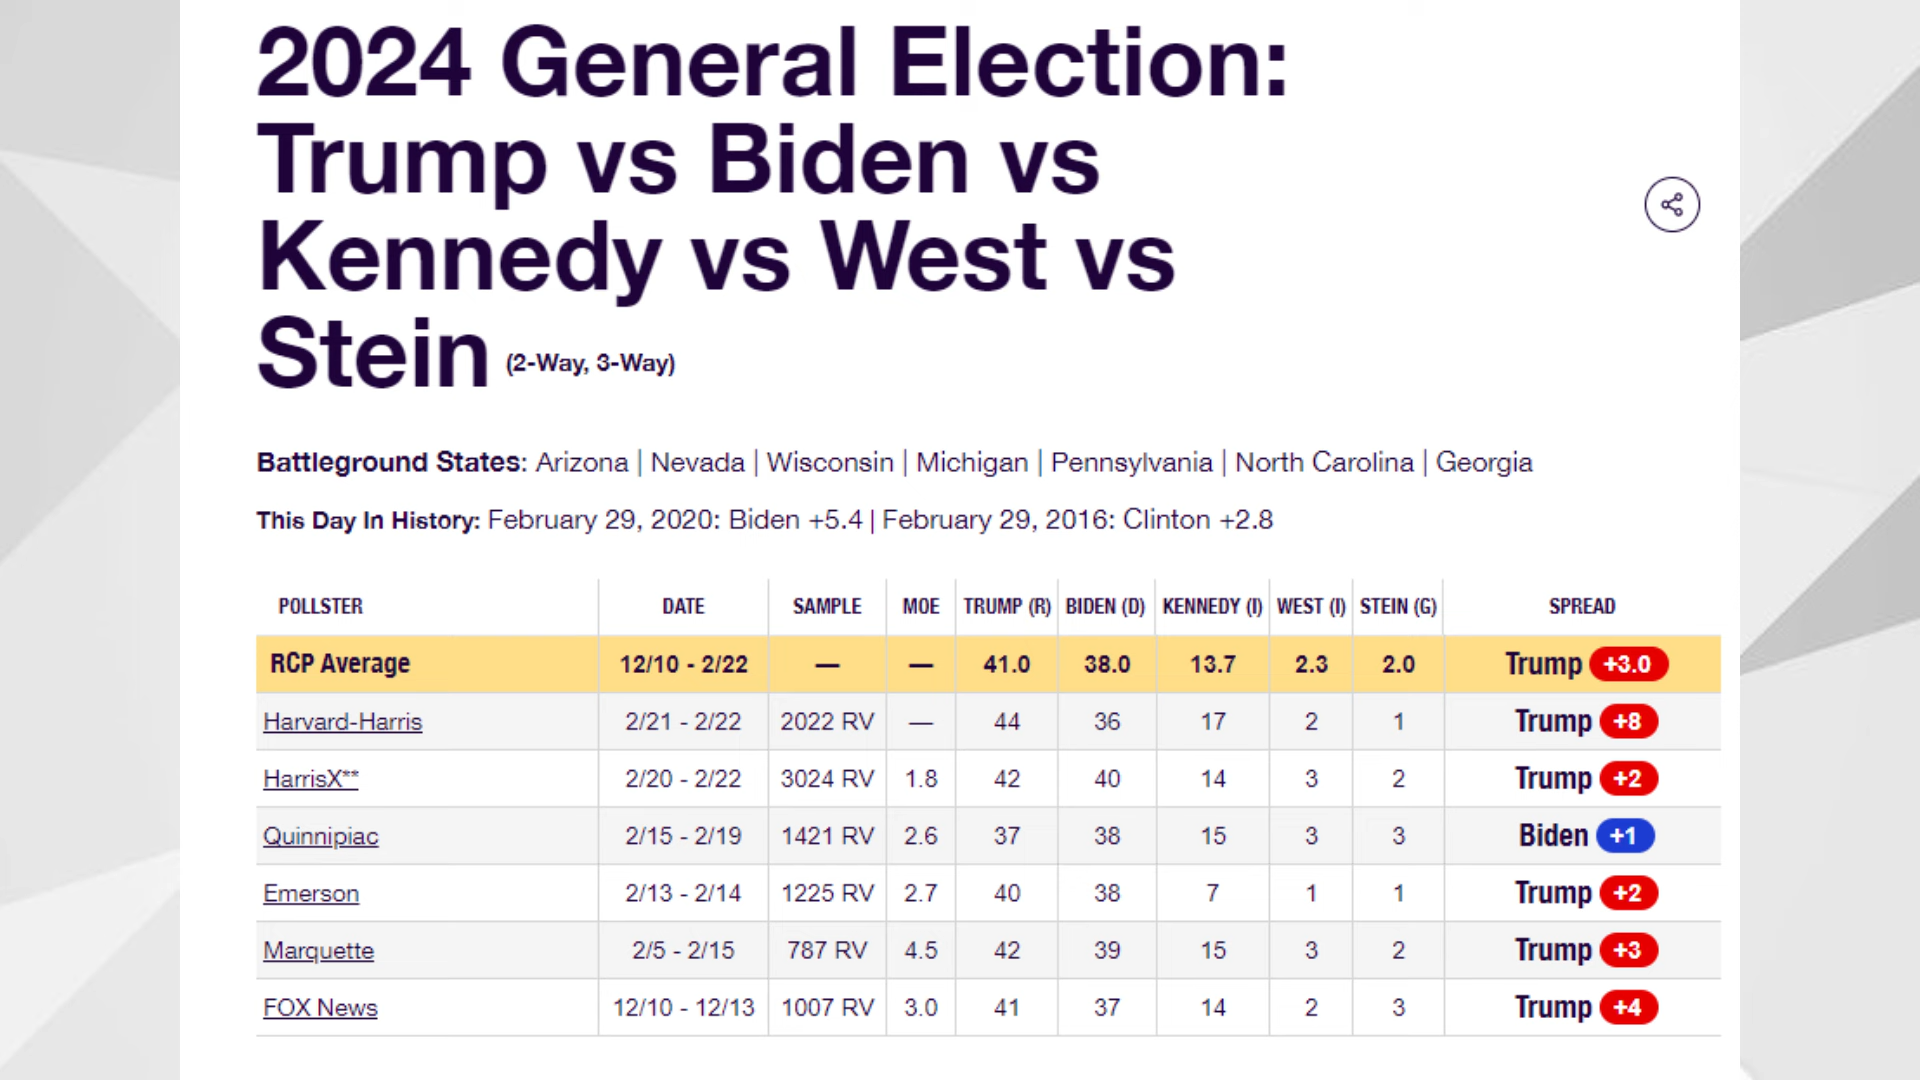 2024 General Election:
Trump vs Biden vs
Kennedy vs West vs
Stein (2-Way, 3-Way)
Battleground States: Arizona | Nevada | Wisconsin | Michigan | Pennsylvania | North Carolina | Georgia
This Day In History: February 29, 2020: Biden +5.4 | February 29, 2016: Clinton +2.8
POLLSTER DATE SAMPLE MOE TRUMP (R) BIDEN (D) KENNEDY (I) WEST (I) STEIN (G) SPREAD
RCP Average 12/10 - 2/22 — — 41.0 38.0 13.7 2.3 2.0 Trump +3.0
Harvard-Harris 2/21 - 2/22 2022 RV — 44 36 17 2 1 Trump +8
HarrisX** 2/20 - 2/22 3024 RV 1.8 42 40 14 3 2 Trump +2
Quinnipiac 2/15 - 2/19 1421 RV 2.6 37 38 15 3 3 Biden +1
Emerson 2/13 - 2/14 1225 RV 2.7 40 38 7 1 1 Trump +2
Marquette 2/5 - 2/15 787 RV 4.5 42 39 15 3 2 Trump +3
FOX News 12/10 - 12/13 1007 RV 3.0 41 37 14 2 3 Trump +4